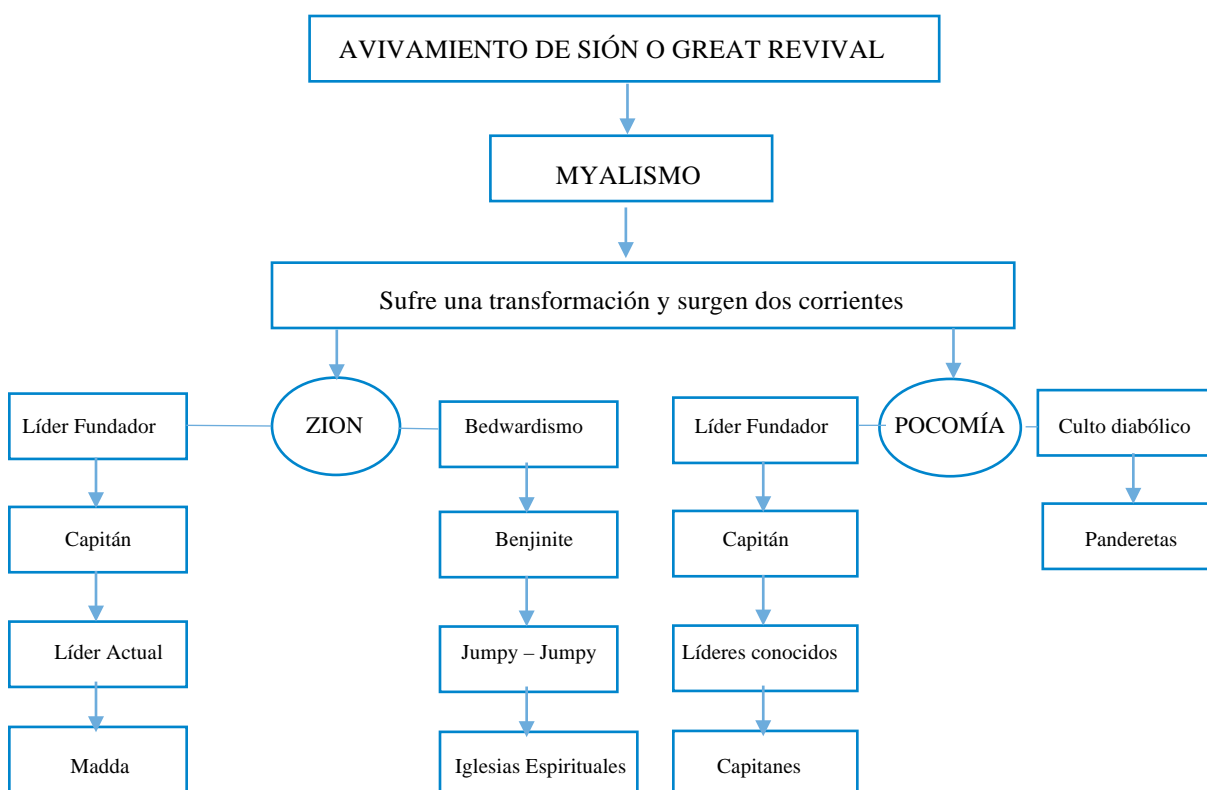 AVIVAMIENTO DE SIÓN O GREAT REVIVAL
MYALISMO
Sufre una transformación y surgen dos corrientes
Líder Fundador
ZION
Bedwardismo
Líder Fundador
POCOMÍA
Culto diabólico
Capitán
Benjinite
Capitán
Panderetas
Líder Actual
Jumpy – Jumpy
Líderes conocidos
Madda
Iglesias Espirituales
Capitanes